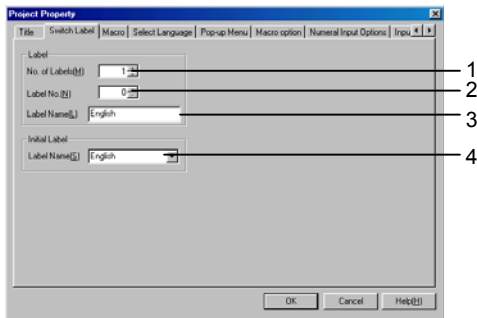 Project Property
Title Switch Label Macro Select Language Pop-up Menu Macro option Numeral Input Options Inpu
Label
No. of Labels(H) 1 1
Label No.(N) 0 2
Label Name(L) English 3
Initial Label
Label Name(S) English 4
OK Cancel Help(H)